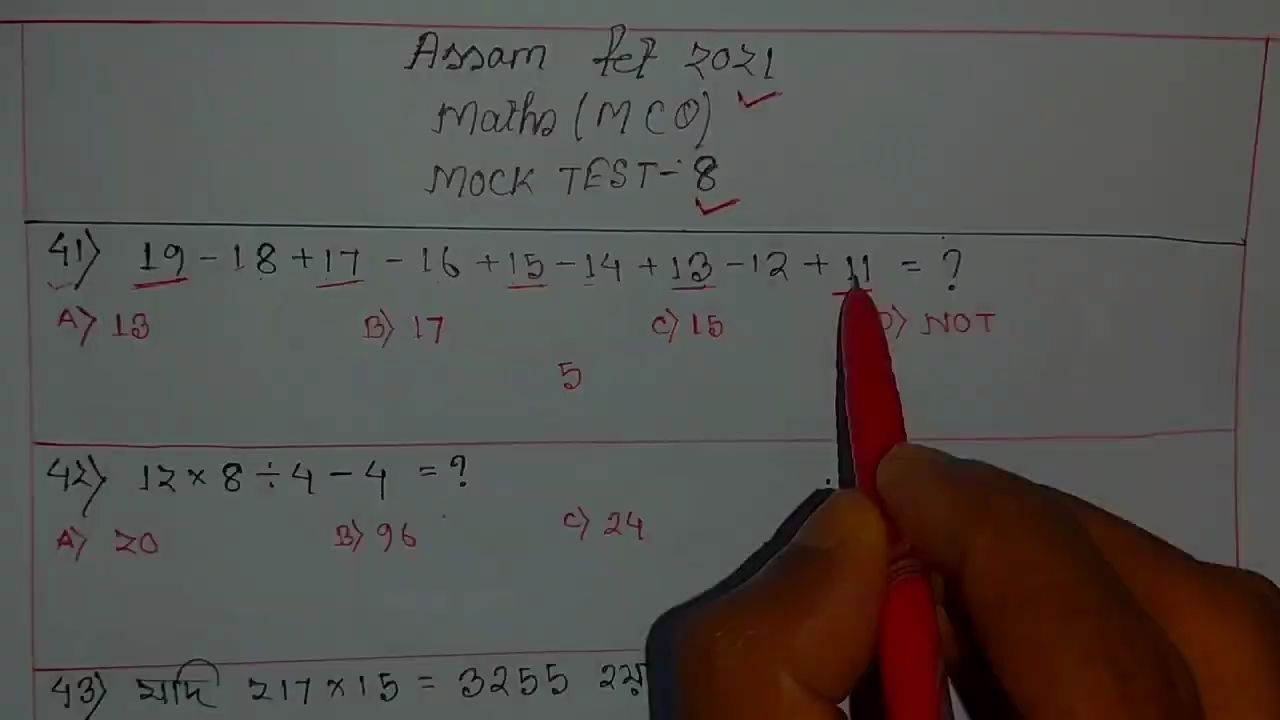 Assam Tet 2021
Maths (MCQ)
MOCK TEST-: 8
41) 19 - 18 + 17 - 16 + 15 - 14 + 13 - 12 + 11 = ?
A) 13 B) 17 C) 15 D) NOT
5
42) 12 × 8 ÷ 4 - 4 = ?
A) 20 B) 96 C) 24
43) যদি 217 × 15 = 3255 হয়